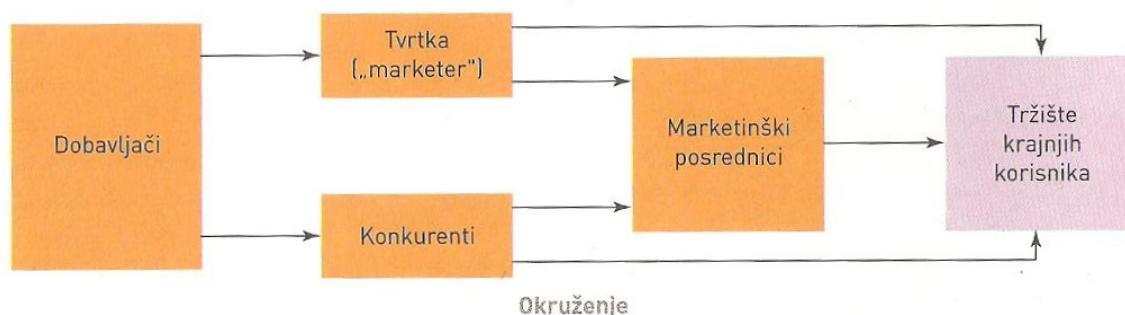 Dobavljači
Tvrtka
(„marketer")
Konkurenti
Marketinški
posrednici
Tržište
krajnjih
korisnika
Okruženje